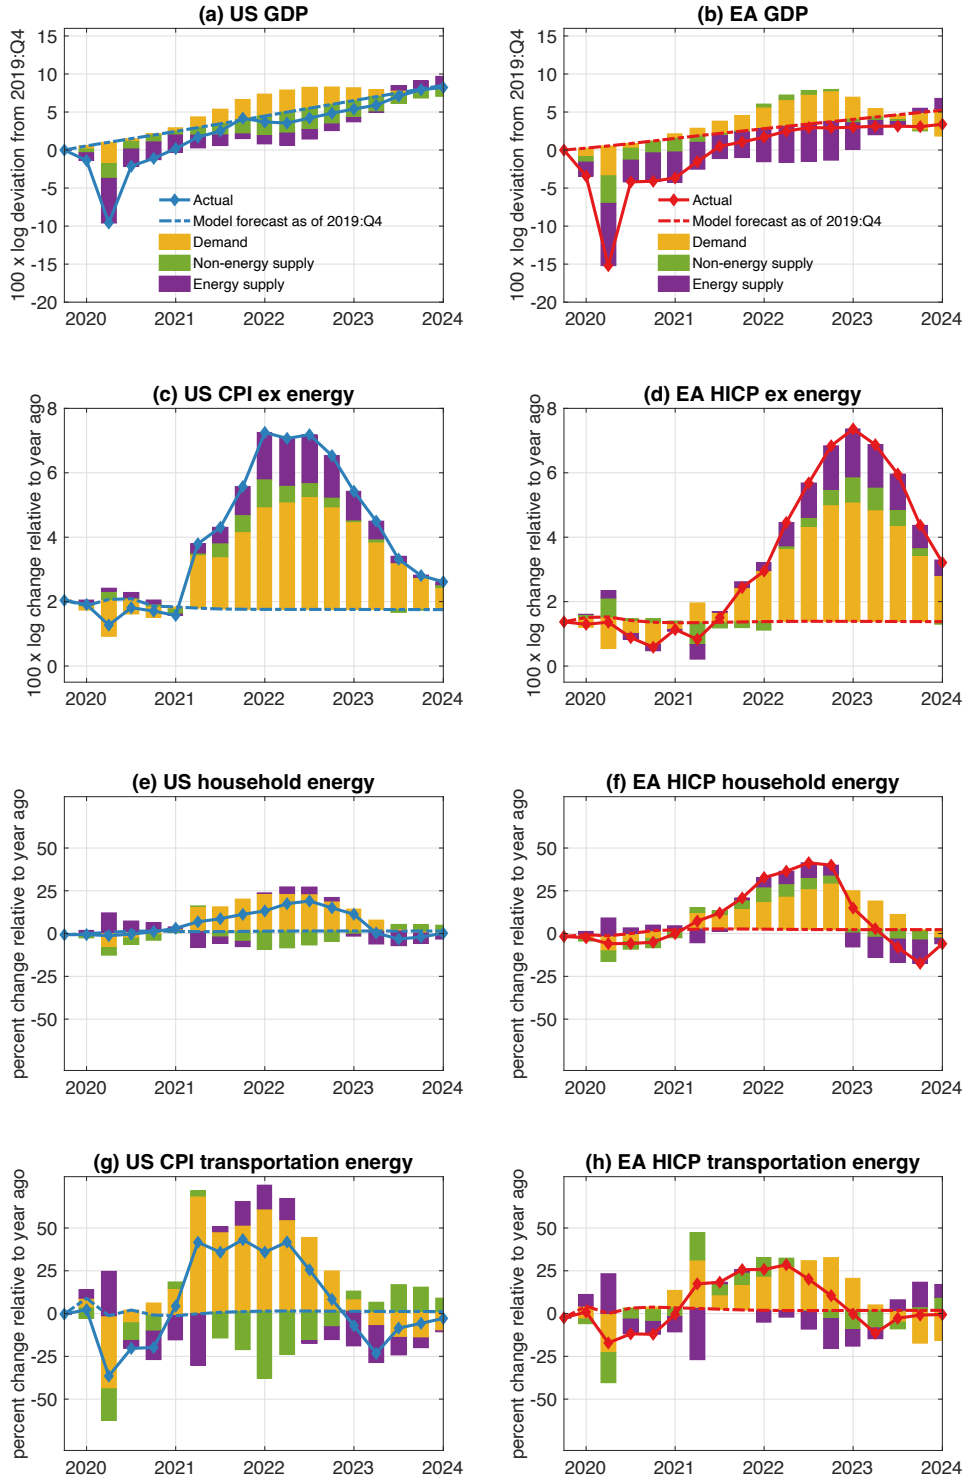 (a) US GDP
100 x log deviation from 2019:Q4
15
10
5
0
-5
-10
-15
-20
Actual
Model forecast as of 2019:Q4
Demand
Non-energy supply
Energy supply
2020 2021 2022 2023 2024
(b) EA GDP
100 x log deviation from 2019:Q4
15
10
5
0
-5
-10
-15
-20
Actual
Model forecast as of 2019:Q4
Demand
Non-energy supply
Energy supply
2020 2021 2022 2023 2024
(c) US CPI ex energy
100 x log change relative to year ago
8
6
4
2
0
2020 2021 2022 2023 2024
(d) EA HICP ex energy
100 x log change relative to year ago
8
6
4
2
0
2020 2021 2022 2023 2024
(e) US household energy
percent change relative to year ago
50
25
0
-25
-50
2020 2021 2022 2023 2024
(f) EA HICP household energy
percent change relative to year ago
50
25
0
-25
-50
2020 2021 2022 2023 2024
(g) US CPI transportation energy
percent change relative to year ago
50
25
0
-25
-50
2020 2021 2022 2023 2024
(h) EA HICP transportation energy
percent change relative to year ago
50
25
0
-25
-50
2020 2021 2022 2023 2024